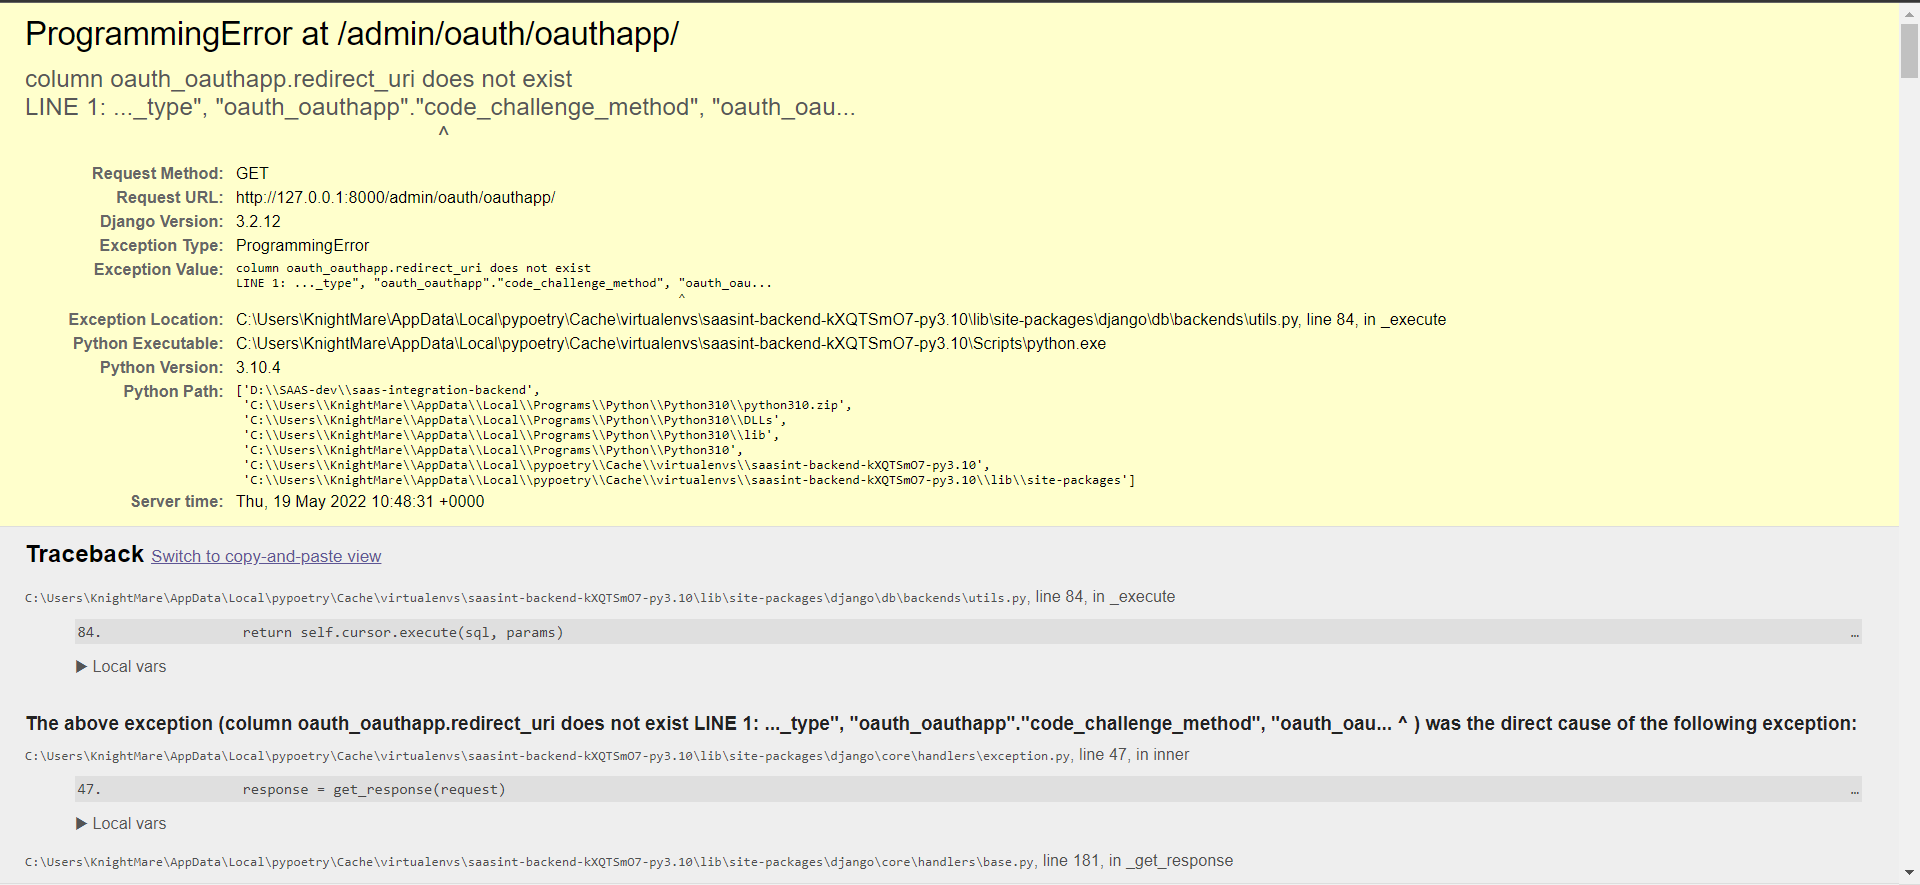 ProgrammingError at /admin/oauth/oauthapp/
column oauth_oauthapp.redirect_uri does not exist
LINE 1: ..._type", "oauth_oauthapp"."code_challenge_method", "oauth_oau...
^
Request Method: GET
Request URL: http://127.0.0.1:8000/admin/oauth/oauthapp/
Django Version: 3.2.12
Exception Type: ProgrammingError
Exception Value: column oauth_oauthapp.redirect_uri does not exist
LINE 1: ..._type", "oauth_oauthapp"."code_challenge_method", "oauth_oau...
^
Exception Location: C:\Users\KnightMare\AppData\Local\pypoetry\Cache\virtualenvs\saasint-backend-kXQTSmO7-py3.10\lib\site-packages\django\db\backends\utils.py, line 84, in _execute
Python Executable: C:\Users\KnightMare\AppData\Local\pypoetry\Cache\virtualenvs\saasint-backend-kXQTSmO7-py3.10\Scripts\python.exe
Python Version: 3.10.4
Python Path: ['D:\\SAAS-dev\\saas-integration-backend',
'C:\\Users\\KnightMare\\AppData\\Local\\Programs\\Python\\Python310\\python310.zip',
'C:\\Users\\KnightMare\\AppData\\Local\\Programs\\Python\\Python310\\DLLs',
'C:\\Users\\KnightMare\\AppData\\Local\\Programs\\Python\\Python310\\lib',
'C:\\Users\\KnightMare\\AppData\\Local\\Programs\\Python\\Python310',
'C:\\Users\\KnightMare\\AppData\\Local\\pypoetry\\Cache\\virtualenvs\\saasint-backend-kXQTSmO7-py3.10',
'C:\\Users\\KnightMare\\AppData\\Local\\pypoetry\\Cache\\virtualenvs\\saasint-backend-kXQTSmO7-py3.10\\lib\\site-packages']
Server time: Thu, 19 May 2022 10:48:31 +0000
Traceback Switch to copy-and-paste view
C:\Users\KnightMare\AppData\Local\pypoetry\Cache\virtualenvs\saasint-backend-kXQTSmO7-py3.10\lib\site-packages\django\db\backends\utils.py, line 84, in _execute
84. return self.cursor.execute(sql, params) …
▶ Local vars
The above exception (column oauth_oauthapp.redirect_uri does not exist LINE 1: ..._type", "oauth_oauthapp"."code_challenge_method", "oauth_oau... ^ ) was the direct cause of the following exception:
C:\Users\KnightMare\AppData\Local\pypoetry\Cache\virtualenvs\saasint-backend-kXQTSmO7-py3.10\lib\site-packages\django\core\handlers\exception.py, line 47, in inner
47. response = get_response(request) …
▶ Local vars
C:\Users\KnightMare\AppData\Local\pypoetry\Cache\virtualenvs\saasint-backend-kXQTSmO7-py3.10\lib\site-packages\django\core\handlers\base.py, line 181, in _get_response